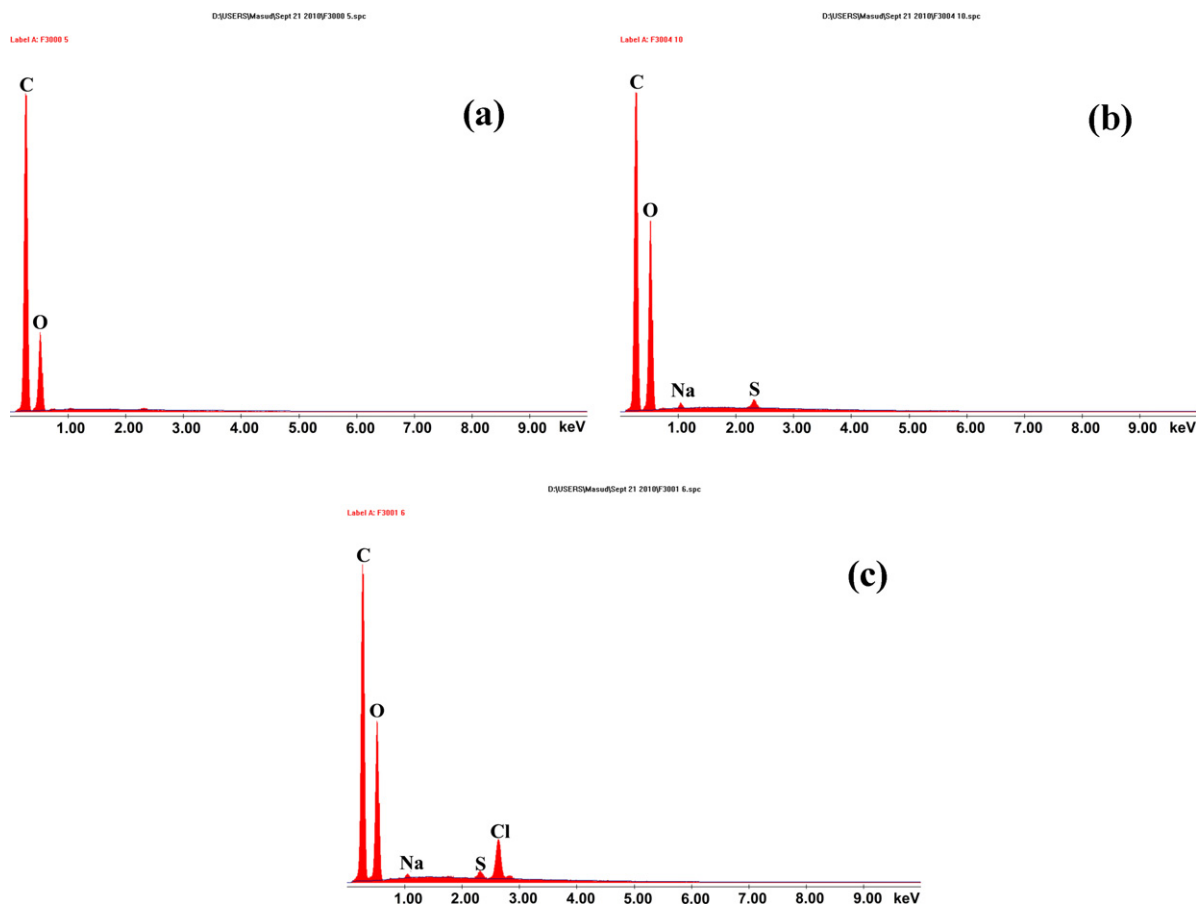 D:\USERS\Masud\Sept 21 2010\F3000 5.spc
Label A: F3000 5
C
(a)
O
1.00 2.00 3.00 4.00 5.00 6.00 7.00 8.00 9.00 keV
D:\USERS\Masud\Sept 21 2010\F3004 10.spc
Label A: F3004 10
C
(b)
O
Na S
1.00 2.00 3.00 4.00 5.00 6.00 7.00 8.00 9.00 keV
D:\USERS\Masud\Sept 21 2010\F3001 6.spc
Label A: F3001 6
C
(c)
O
Cl
Na S
1.00 2.00 3.00 4.00 5.00 6.00 7.00 8.00 9.00 keV